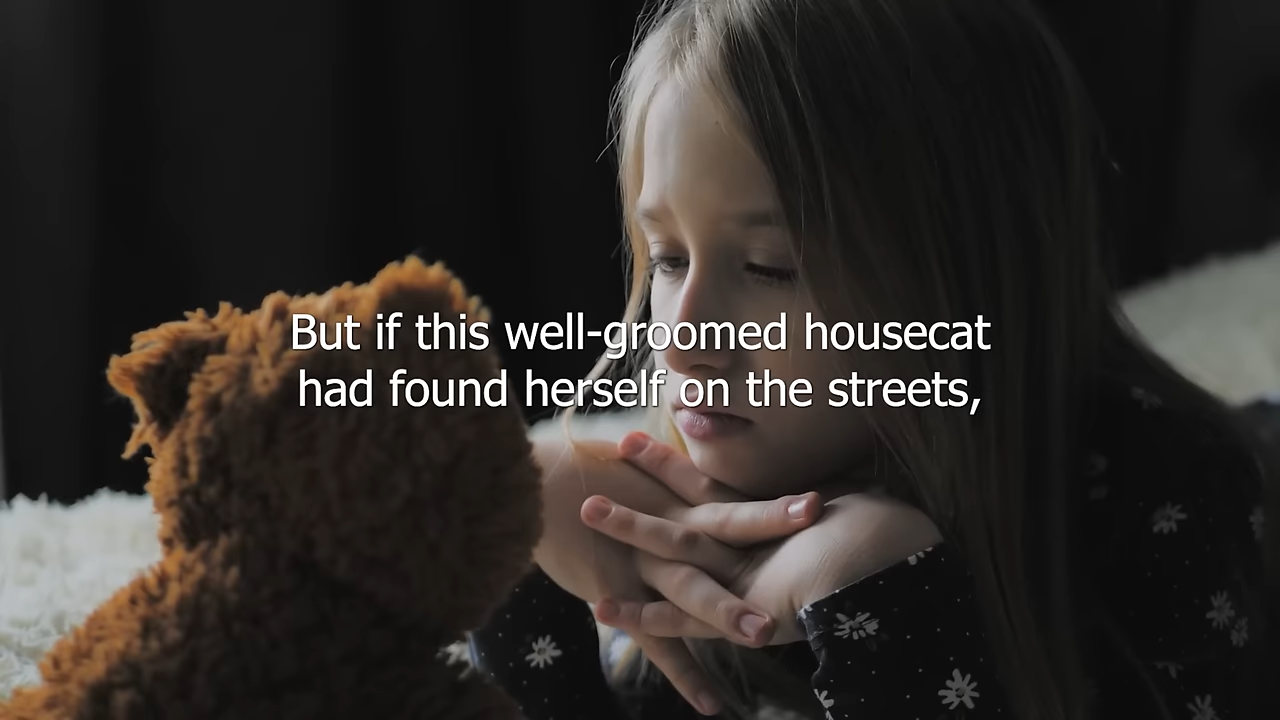 But if this well-groomed housecat
had found herself on the streets,